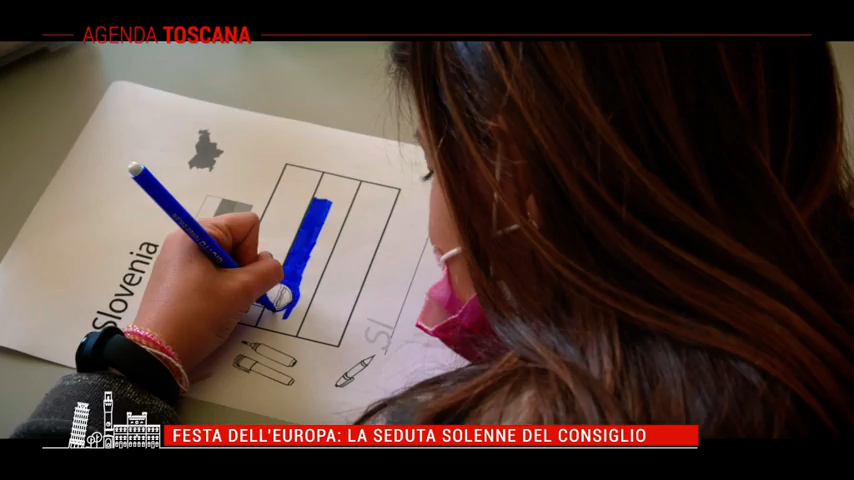 AGENDA TOSCANA
Slovenia
SI
FESTA DELL'EUROPA: LA SEDUTA SOLENNE DEL CONSIGLIO